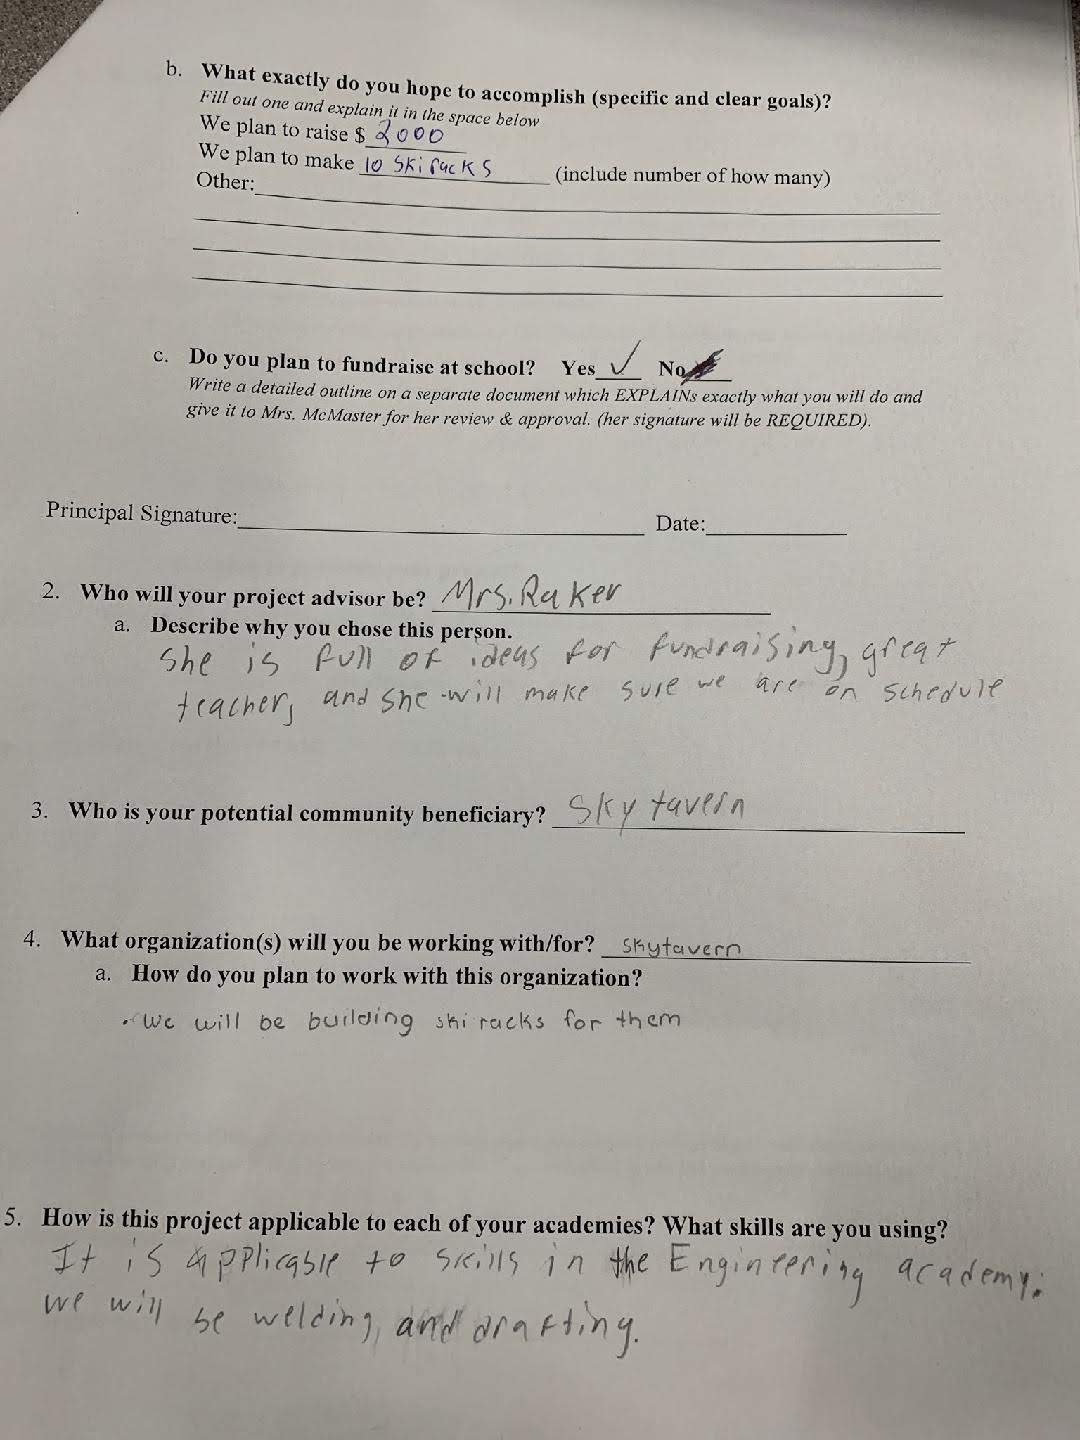 b. What exactly do you hope to accomplish (specific and clear goals)?
Fill out one and explain it in the space below
We plan to raise $ 2000
We plan to make 10 Ski racks (include number of how many)
Other:
c. Do you plan to fundraise at school? Yes ✓ No
Write a detailed outline on a separate document which EXPLAINs exactly what you will do and
give it to Mrs. McMaster for her review & approval. (her signature will be REQUIRED).
Principal Signature: Date:
2. Who will your project advisor be? Mrs. Raker
a. Describe why you chose this person.
She is full of ideas for fundraising, great
teacher, and she will make sure we are on schedule
3. Who is your potential community beneficiary? Sky tavern
4. What organization(s) will you be working with/for? skytavern
a. How do you plan to work with this organization?
• We will be building ski racks for them
5. How is this project applicable to each of your academies? What skills are you using?
It is applicable to skills in the Engineering academy.
we will be welding, and drafting.